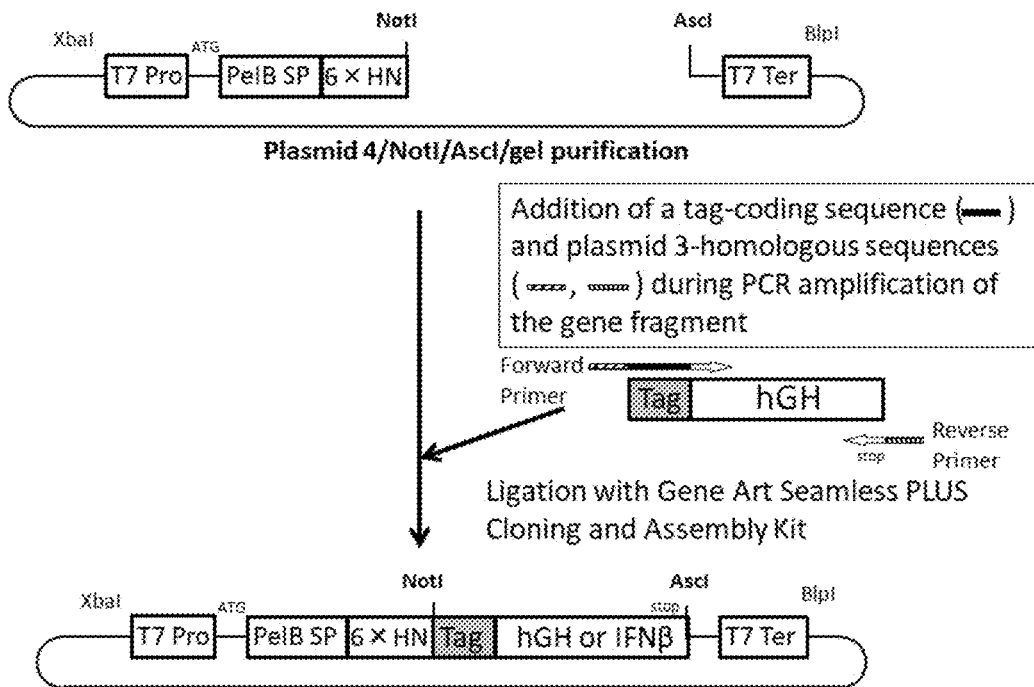 NotI
AscI
XbaI
ATG
BlpI
T7 Pro
PelB SP
6 × HN
T7 Ter
Plasmid 4/NotI/AscI/gel purification
Addition of a tag-coding sequence ( )
and plasmid 3-homologous sequences
( , ) during PCR amplification of
the gene fragment
Forward
Primer
Tag
hGH
stop
Reverse
Primer
Ligation with Gene Art Seamless PLUS
Cloning and Assembly Kit
NotI
AscI
XbaI
ATG
stop
BlpI
T7 Pro
PelB SP
6 × HN
Tag
hGH or IFNβ
T7 Ter